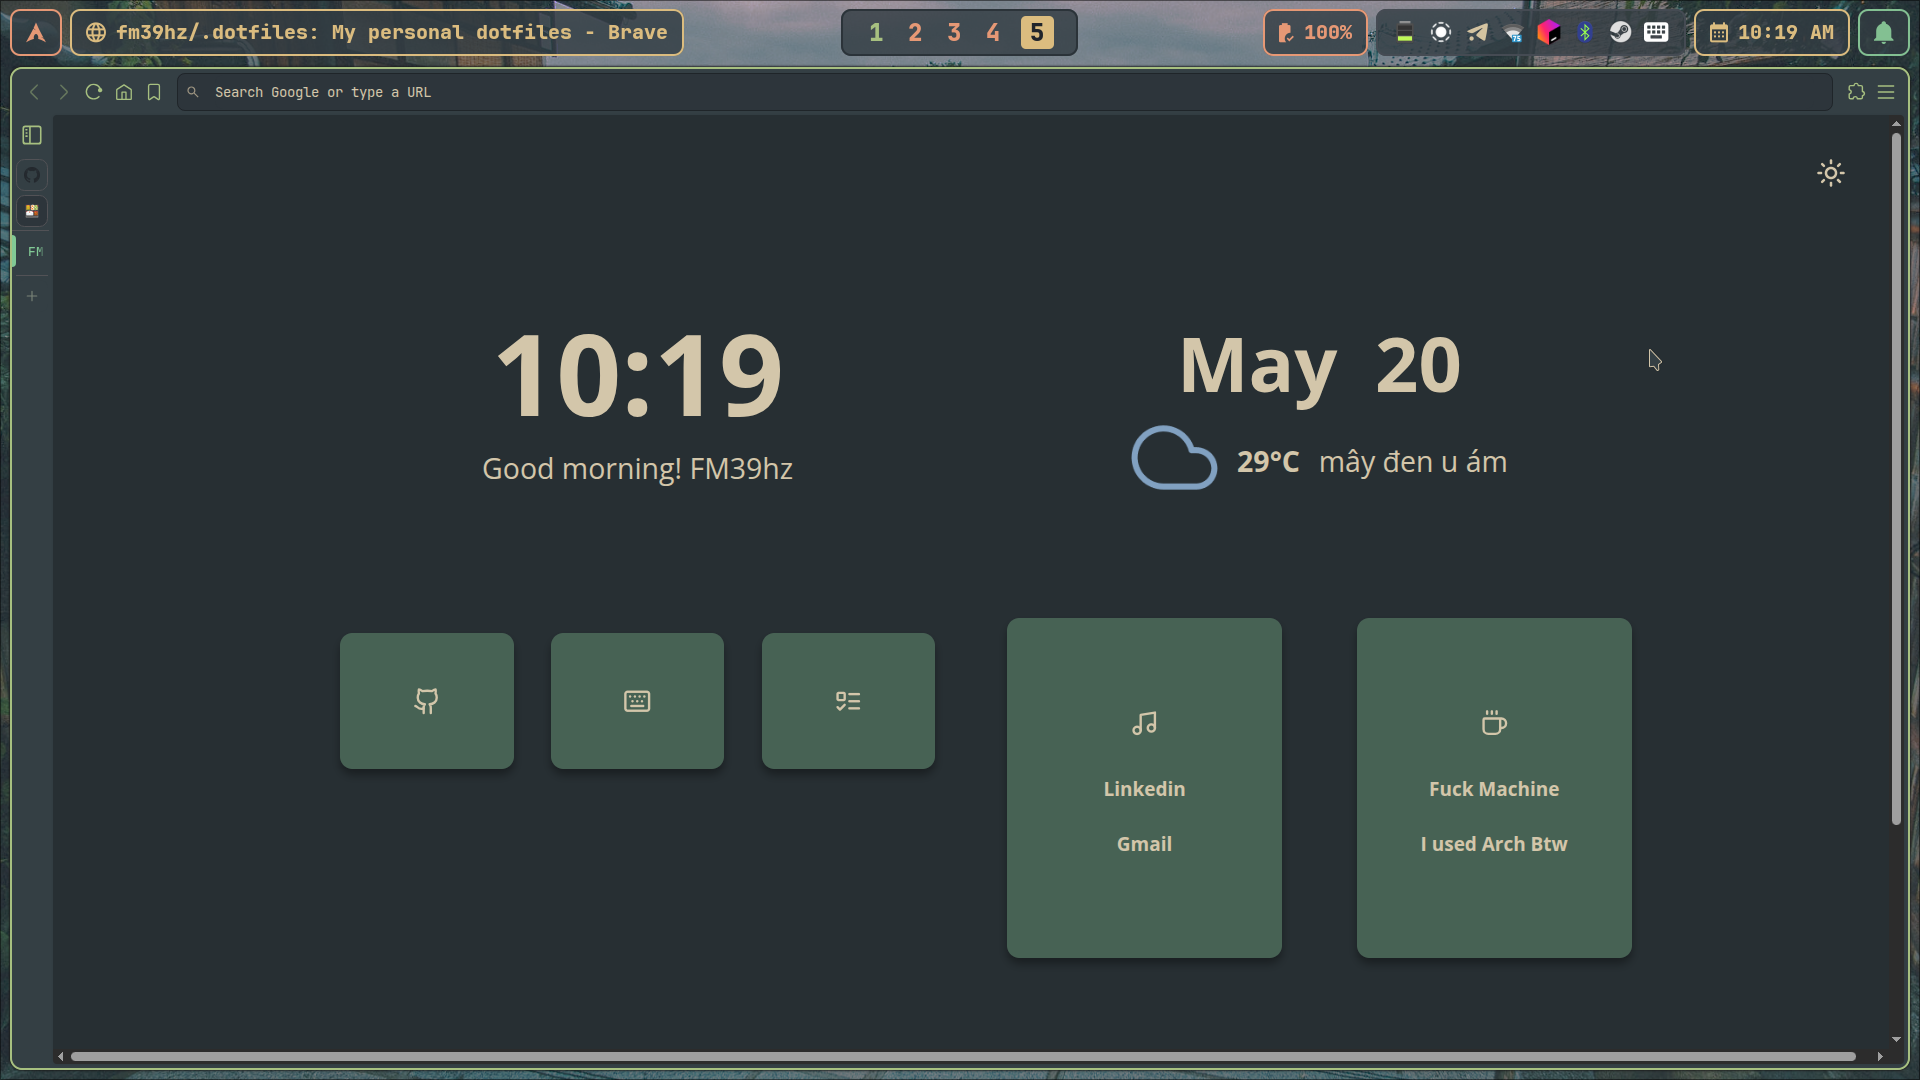 fm39hz/.dotfiles: My personal dotfiles - Brave
1 2 3 4 5
100%
75
10:19 AM
Search Google or type a URL
FM
10:19
Good morning! FM39hz
May 20
29°C mây đen u ám
Linkedin
Gmail
Fuck Machine
I used Arch Btw